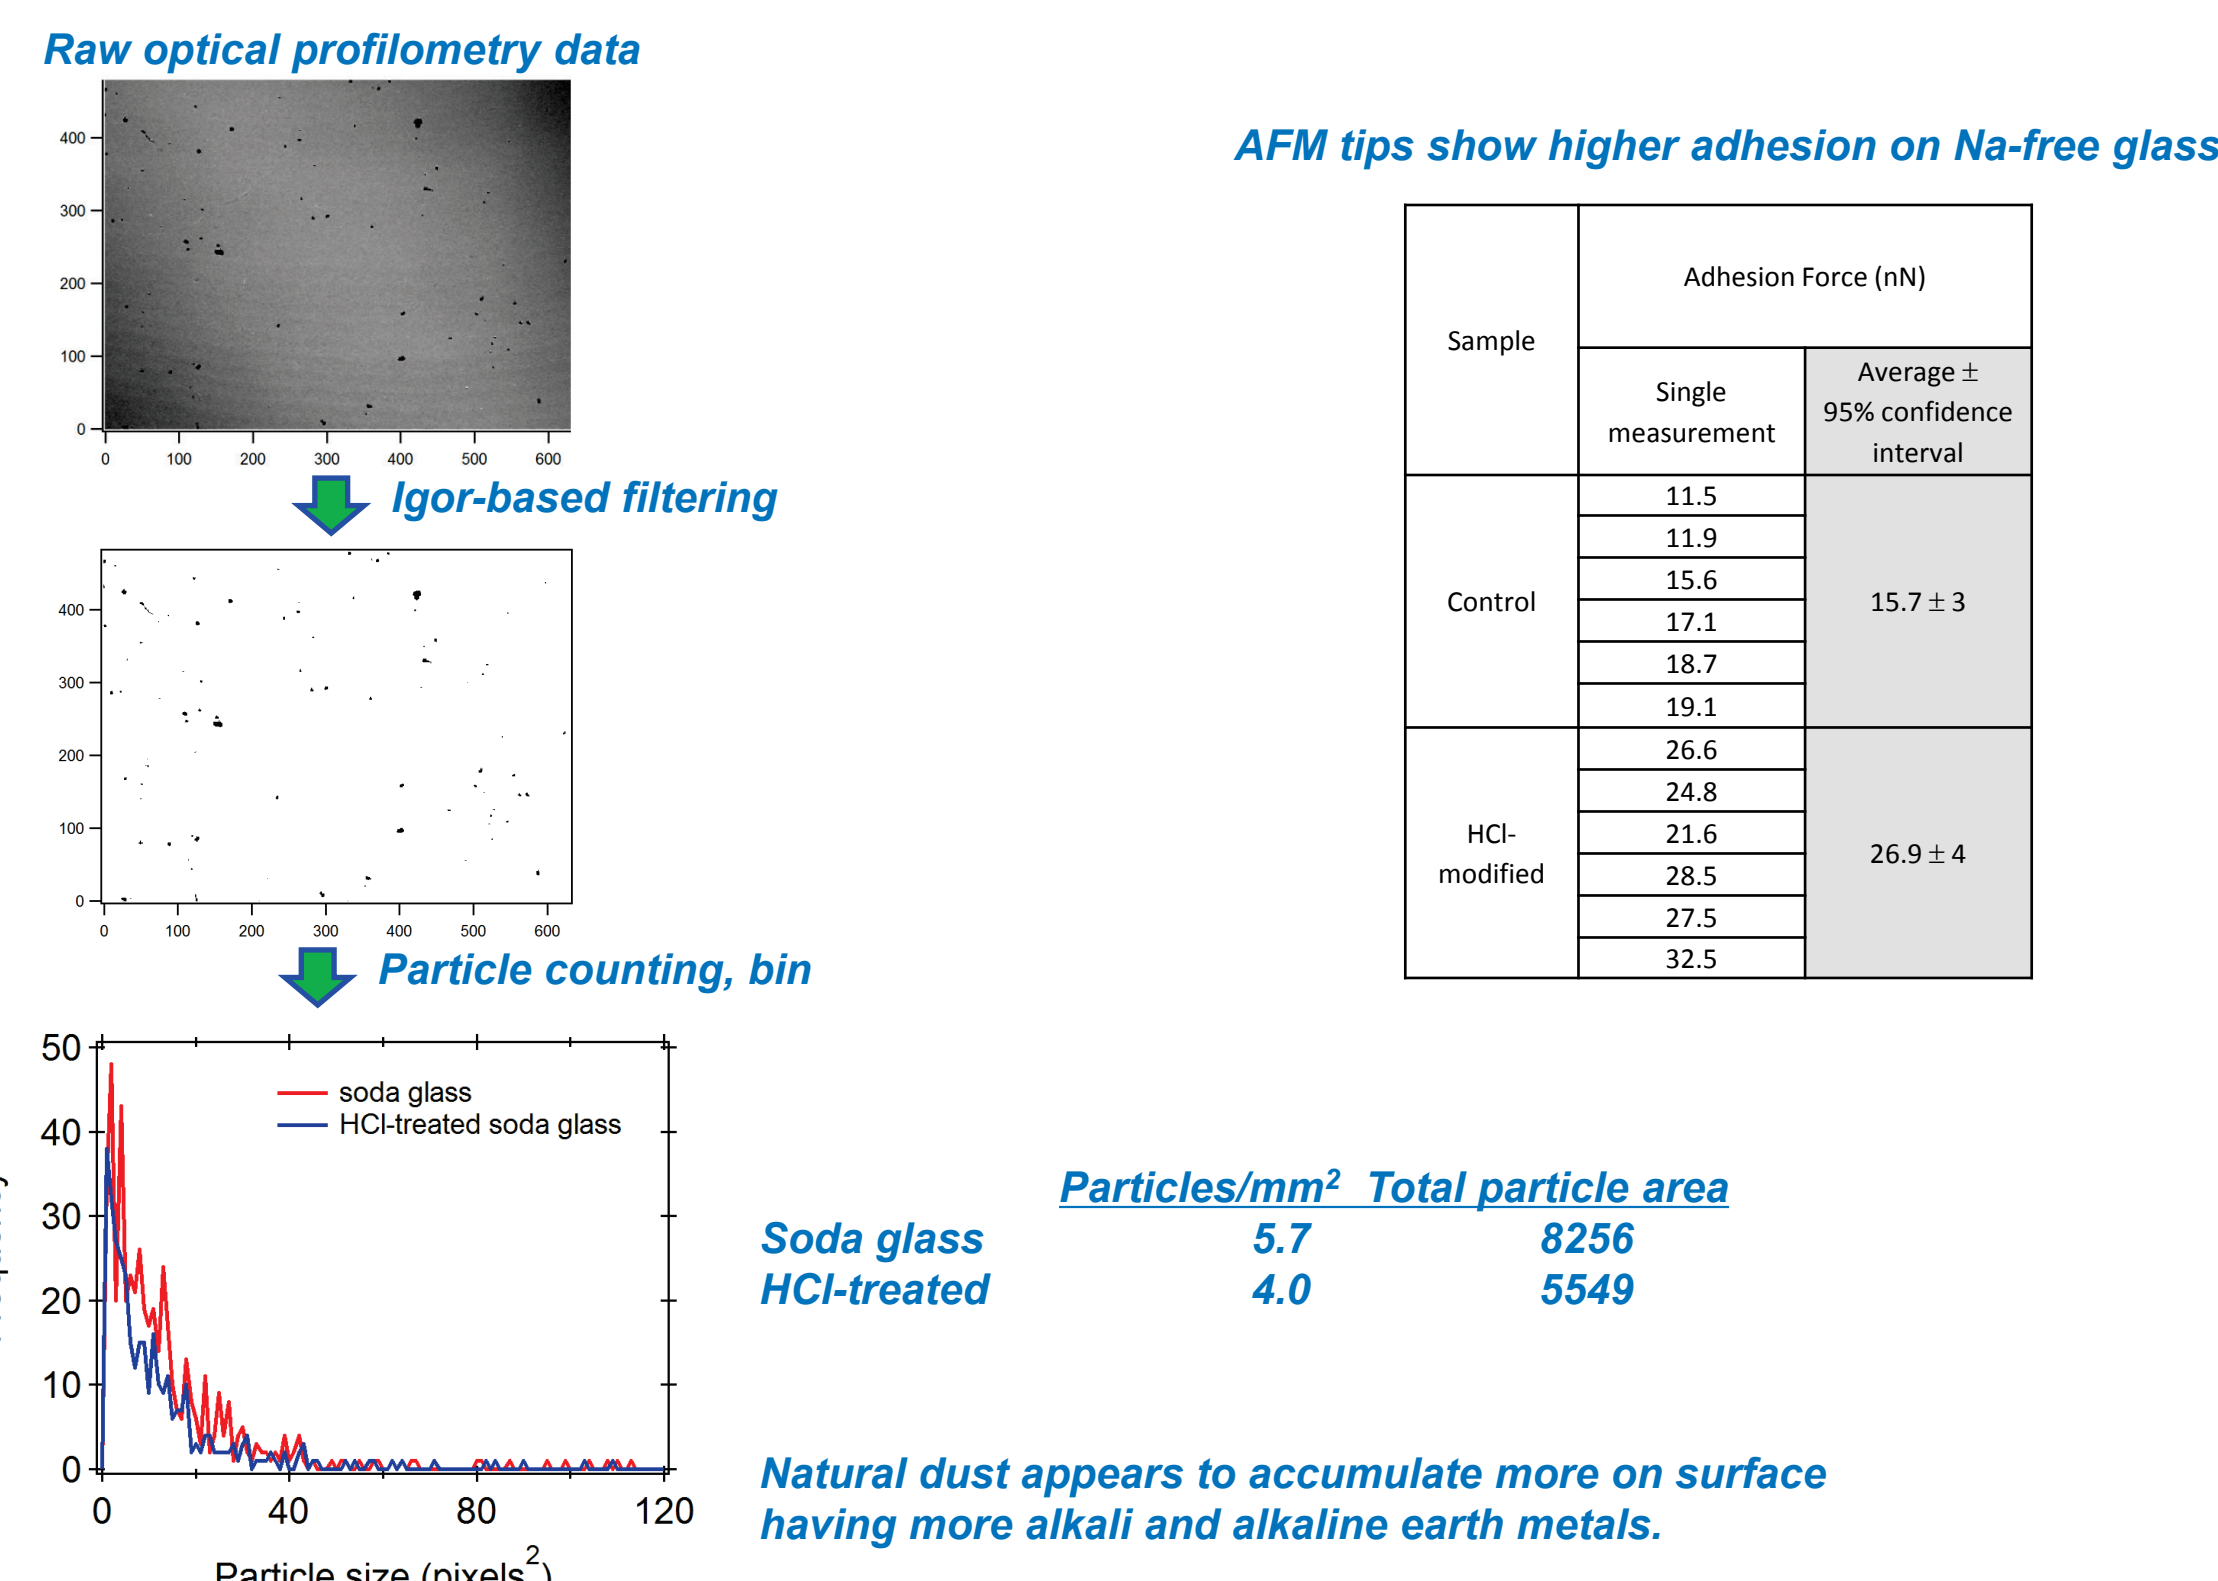 Raw optical profilometry data
400
300
200
100
0
0 100 200 300 400 500 600
Igor-based filtering
400
300
200
100
0
0 100 200 300 400 500 600
Particle counting, bin
50
40
30
20
10
0
soda glass
HCl-treated soda glass
0 40 80 120
Particle size (pixels²)
AFM tips show higher adhesion on Na-free glass
Sample
Adhesion Force (nN)
Single
measurement
Average ±
95% confidence
interval
Control
11.5
11.9
15.6
17.1
18.7
19.1
15.7 ± 3
HCl-
modified
26.6
24.8
21.6
28.5
27.5
32.5
26.9 ± 4
Particles/mm² Total particle area
Soda glass 5.7 8256
HCl-treated 4.0 5549
Natural dust appears to accumulate more on surface
having more alkali and alkaline earth metals.